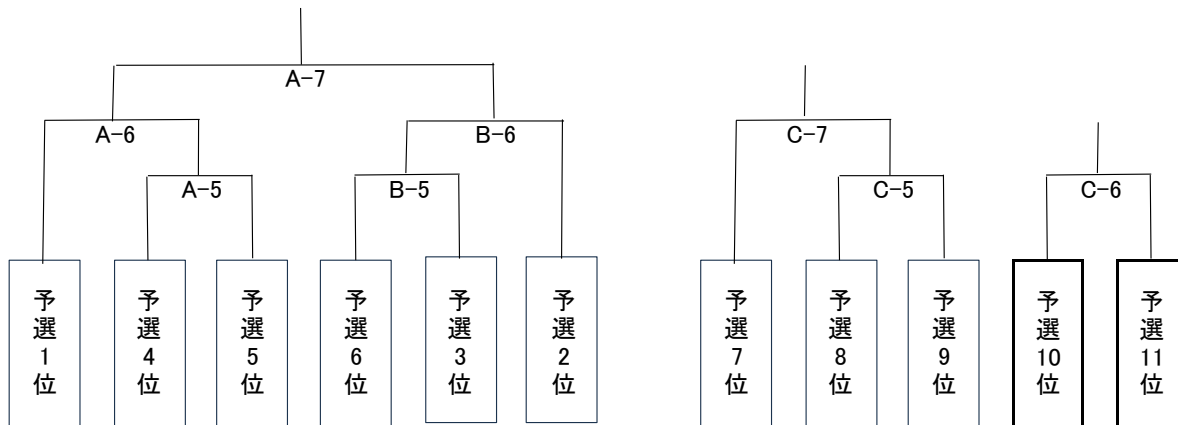 A-7
A-6
B-6
C-7
A-5
B-5
C-5
C-6
予選1位
予選4位
予選5位
予選6位
予選3位
予選2位
予選7位
予選8位
予選9位
予選10位
予選11位